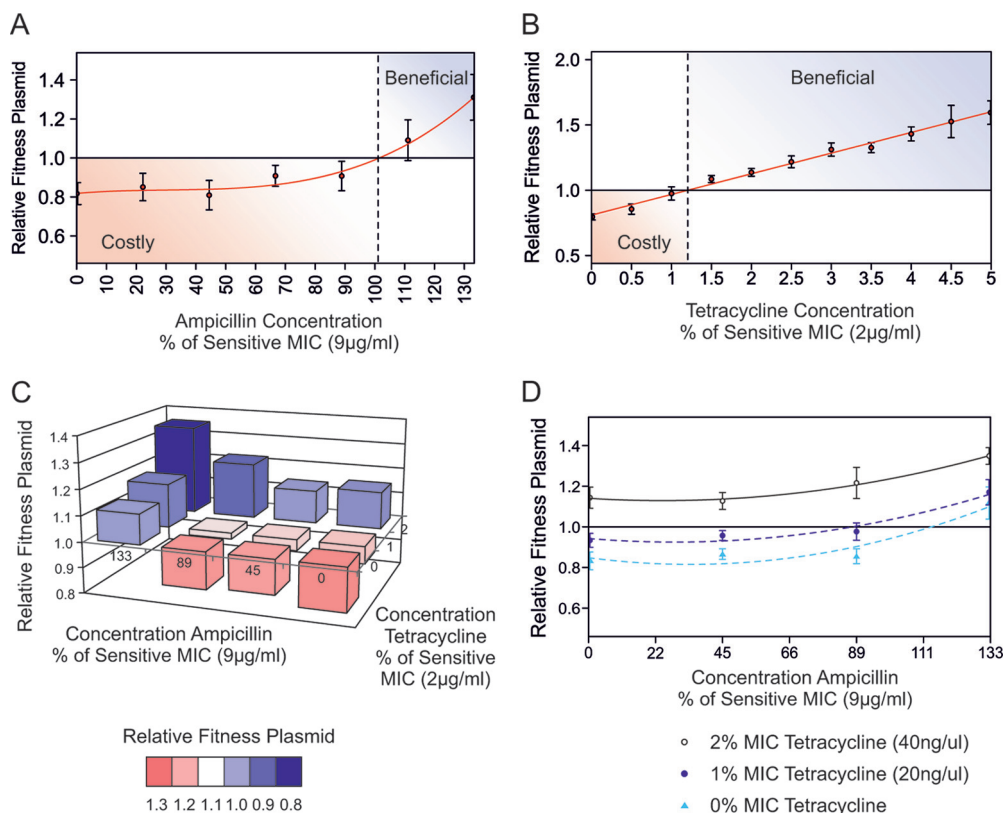 A
Relative Fitness Plasmid
1.4
1.2
1.0
0.8
0.6
Beneficial
Costly
0 10 20 30 40 50 60 70 80 90 100 110 120 130
Ampicillin Concentration
% of Sensitive MIC (9µg/ml)
B
Relative Fitness Plasmid
2.0
1.5
1.0
0.5
Beneficial
Costly
0 0.5 1 1.5 2 2.5 3 3.5 4 4.5 5
Tetracycline Concentration
% of Sensitive MIC (2µg/ml)
C
Relative Fitness Plasmid
1.4
1.3
1.2
1.1
1.0
0.9
0.8
133 89 45 0
2
1
0
Concentration Ampicillin
% of Sensitive MIC (9µg/ml)
Concentration
Tetracycline
% of Sensitive
MIC (2µg/ml)
Relative Fitness Plasmid
1.3 1.2 1.1 1.0 0.9 0.8
D
Relative Fitness Plasmid
1.4
1.2
1.0
0.8
0.6
0 22 45 66 89 111 133
Concentration Ampicillin
% of Sensitive MIC (9µg/ml)
2% MIC Tetracycline (40ng/ul)
1% MIC Tetracycline (20ng/ul)
0% MIC Tetracycline